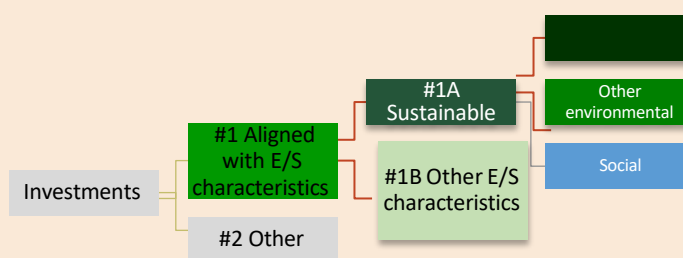 Investments
#1 Aligned
with E/S
characteristics
#2 Other
#1A
Sustainable
#1B Other E/S
characteristics
Other
environmental
Social